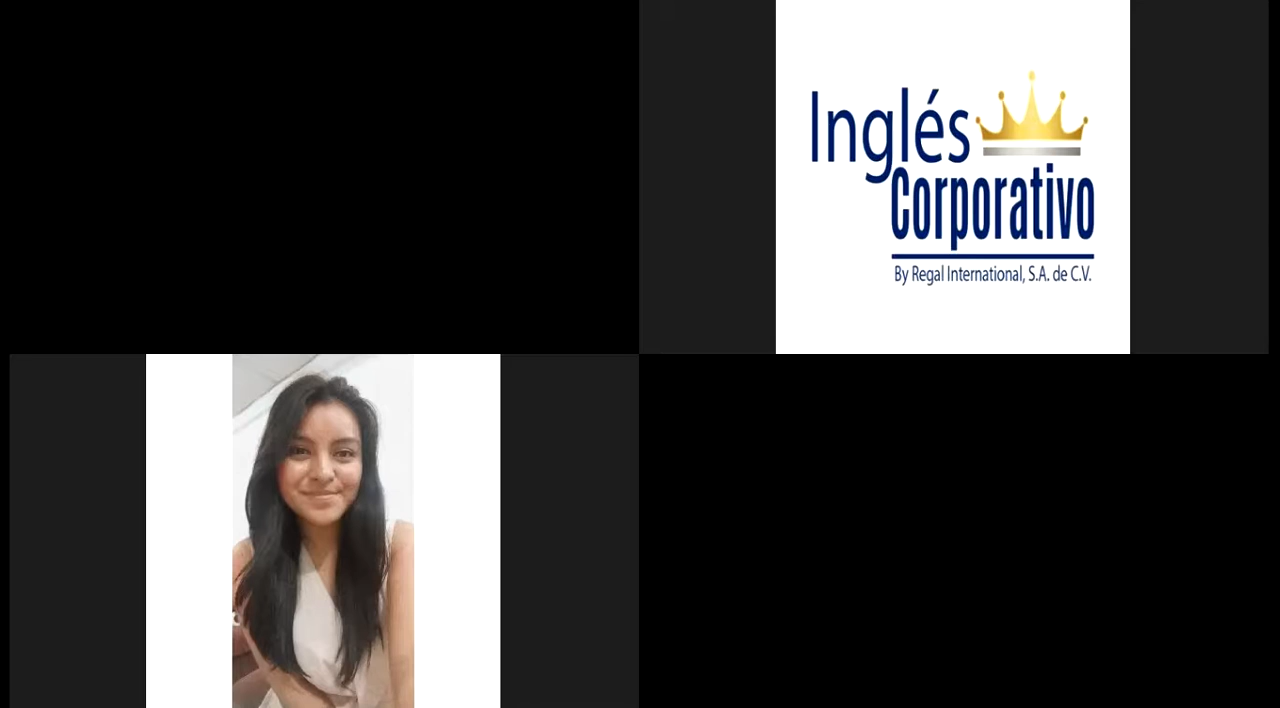 Inglés
Corporativo
By Regal International, S.A. de C.V.